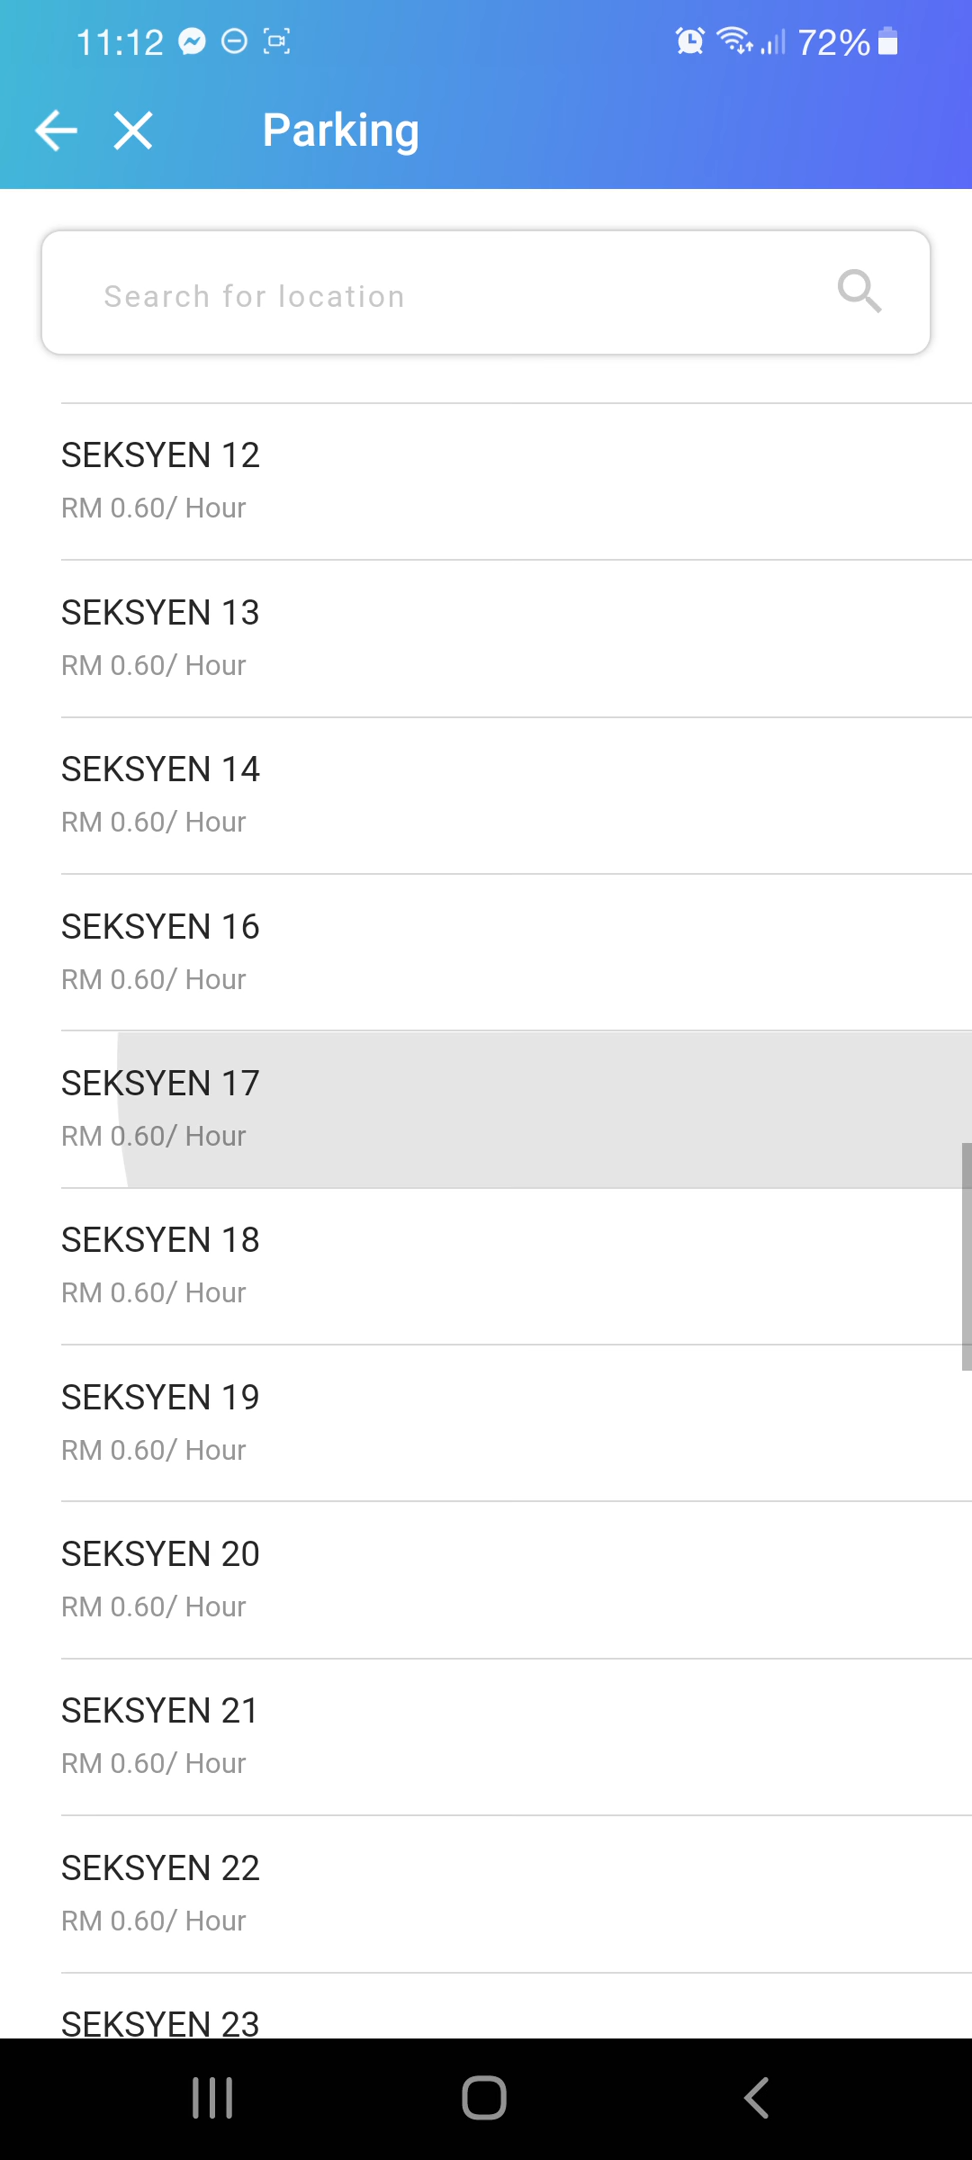 11:12
72%
Parking
Search for location
SEKSYEN 12
RM 0.60/ Hour
SEKSYEN 13
RM 0.60/ Hour
SEKSYEN 14
RM 0.60/ Hour
SEKSYEN 16
RM 0.60/ Hour
SEKSYEN 17
RM 0.60/ Hour
SEKSYEN 18
RM 0.60/ Hour
SEKSYEN 19
RM 0.60/ Hour
SEKSYEN 20
RM 0.60/ Hour
SEKSYEN 21
RM 0.60/ Hour
SEKSYEN 22
RM 0.60/ Hour
SEKSYEN 23